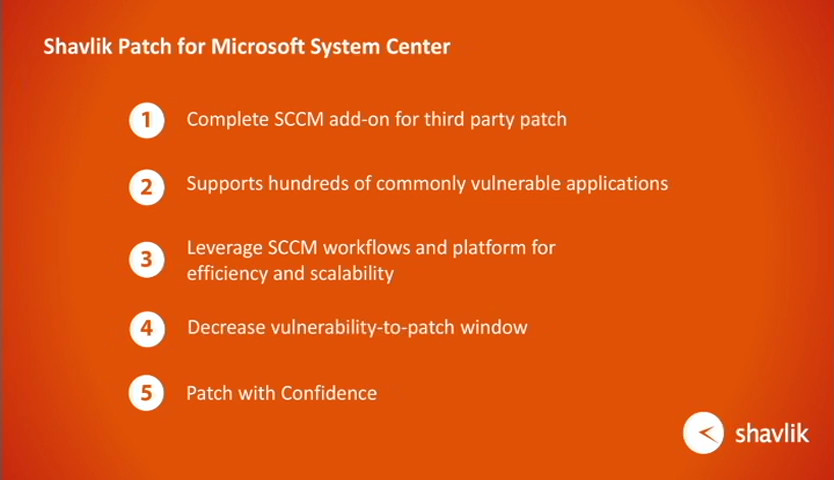 Shavlik Patch for Microsoft System Center
1 Complete SCCM add-on for third party patch
2 Supports hundreds of commonly vulnerable applications
3 Leverage SCCM workflows and platform for
efficiency and scalability
4 Decrease vulnerability-to-patch window
5 Patch with Confidence
shavlik